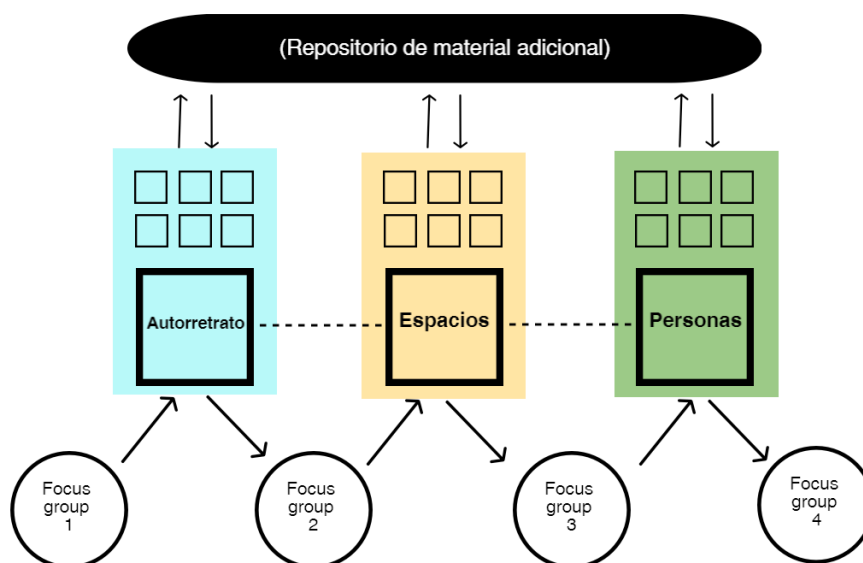 (Repositorio de material adicional)
Autorretrato
Espacios
Personas
Focus
group
1
Focus
group
2
Focus
group
3
Focus
group
4